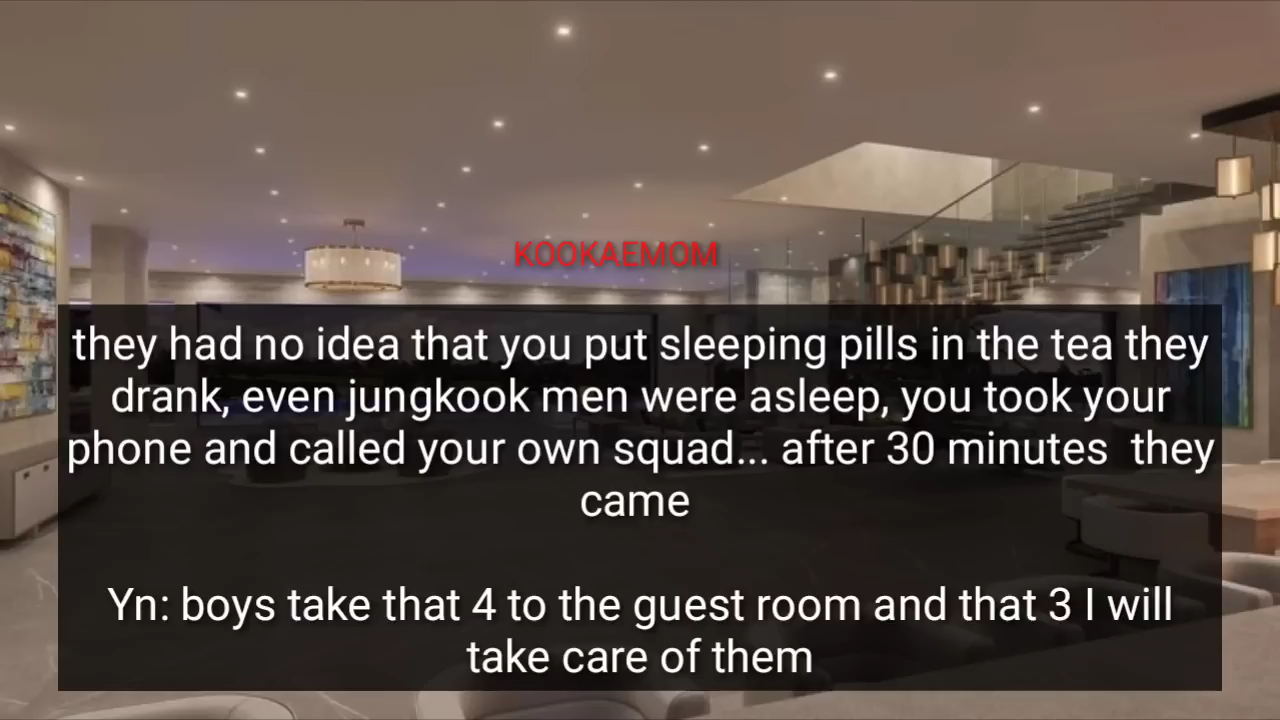 KOOKAEMOM
they had no idea that you put sleeping pills in the tea they
drank, even jungkook men were asleep, you took your
phone and called your own squad... after 30 minutes  they
came
Yn: boys take that 4 to the guest room and that 3 I will
take care of them